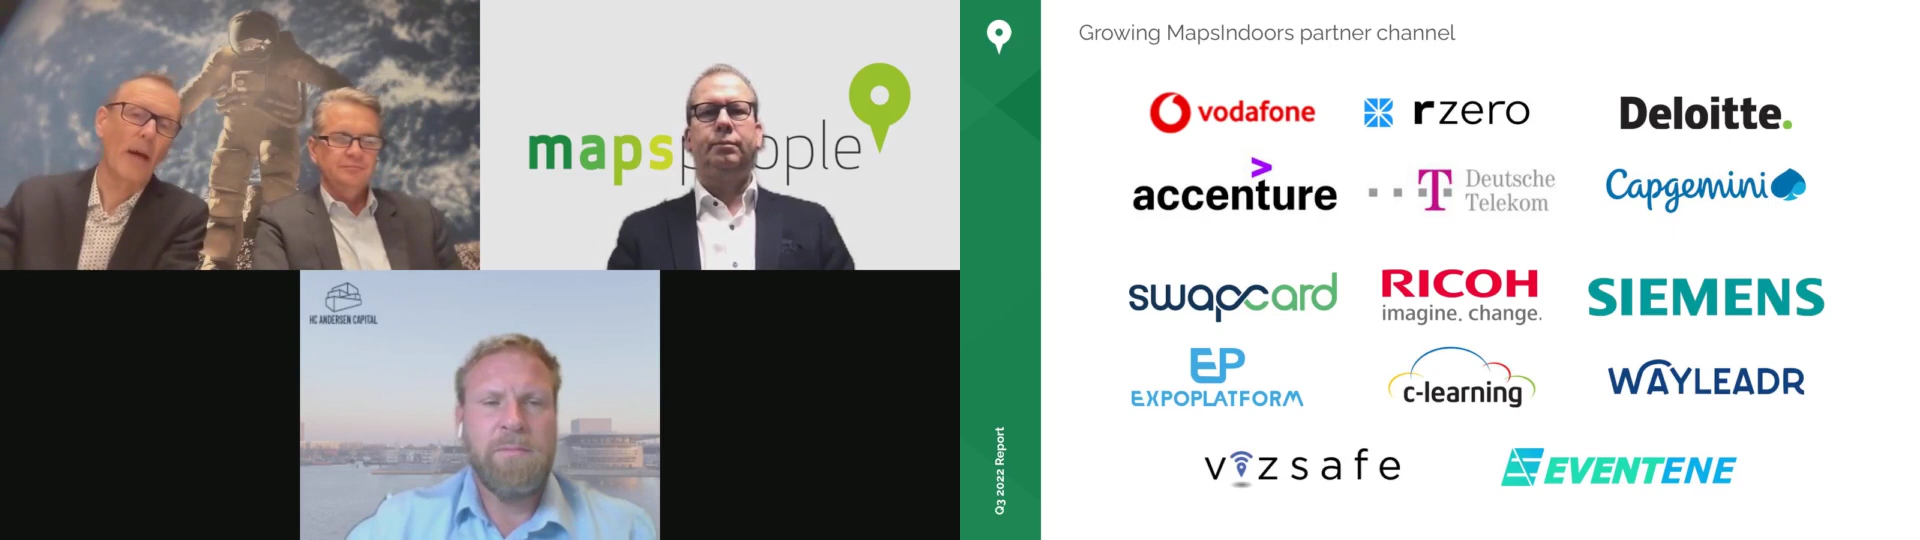 mapspeople
HC ANDERSEN CAPITAL
Q3 2022 Report
Growing MapsIndoors partner channel
vodafone
rzero
Deloitte.
accenture
T Deutsche
Telekom
Capgemini
swapcard
RICOH
imagine. change.
SIEMENS
EP
EXPOPLATFORM
c-learning
WAYLEADR
vizsafe
EVENTENE